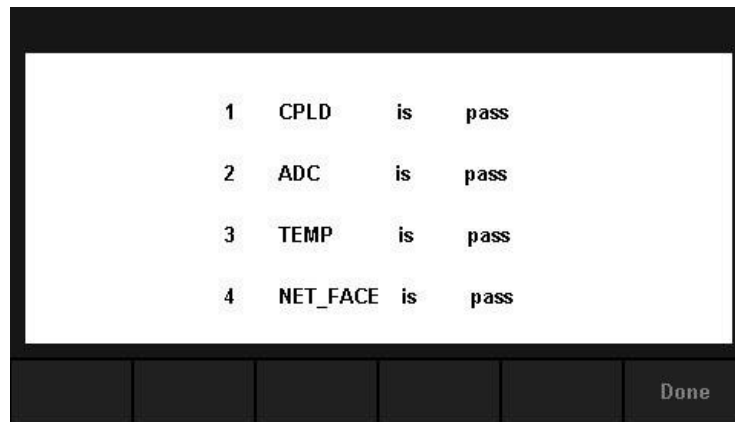 1 CPLD is pass
2 ADC is pass
3 TEMP is pass
4 NET_FACE is pass
Done